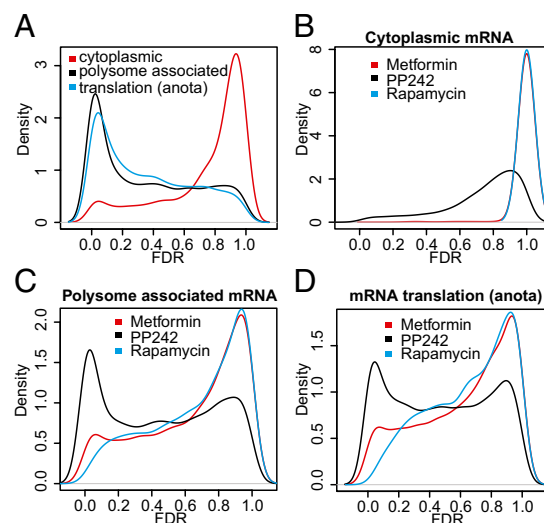 A
cytoplasmic
polysome associated
translation (anota)
Density
0 1 2 3
0.0 0.2 0.4 0.6 0.8 1.0
FDR
B
Cytoplasmic mRNA
Metformin
PP242
Rapamycin
Density
0 2 4 6 8
0.0 0.2 0.4 0.6 0.8 1.0
FDR
C
Polysome associated mRNA
Metformin
PP242
Rapamycin
Density
0.0 0.5 1.0 1.5 2.0
0.0 0.2 0.4 0.6 0.8 1.0
FDR
D
mRNA translation (anota)
Metformin
PP242
Rapamycin
Density
0.0 0.5 1.0 1.5
0.0 0.2 0.4 0.6 0.8 1.0
FDR